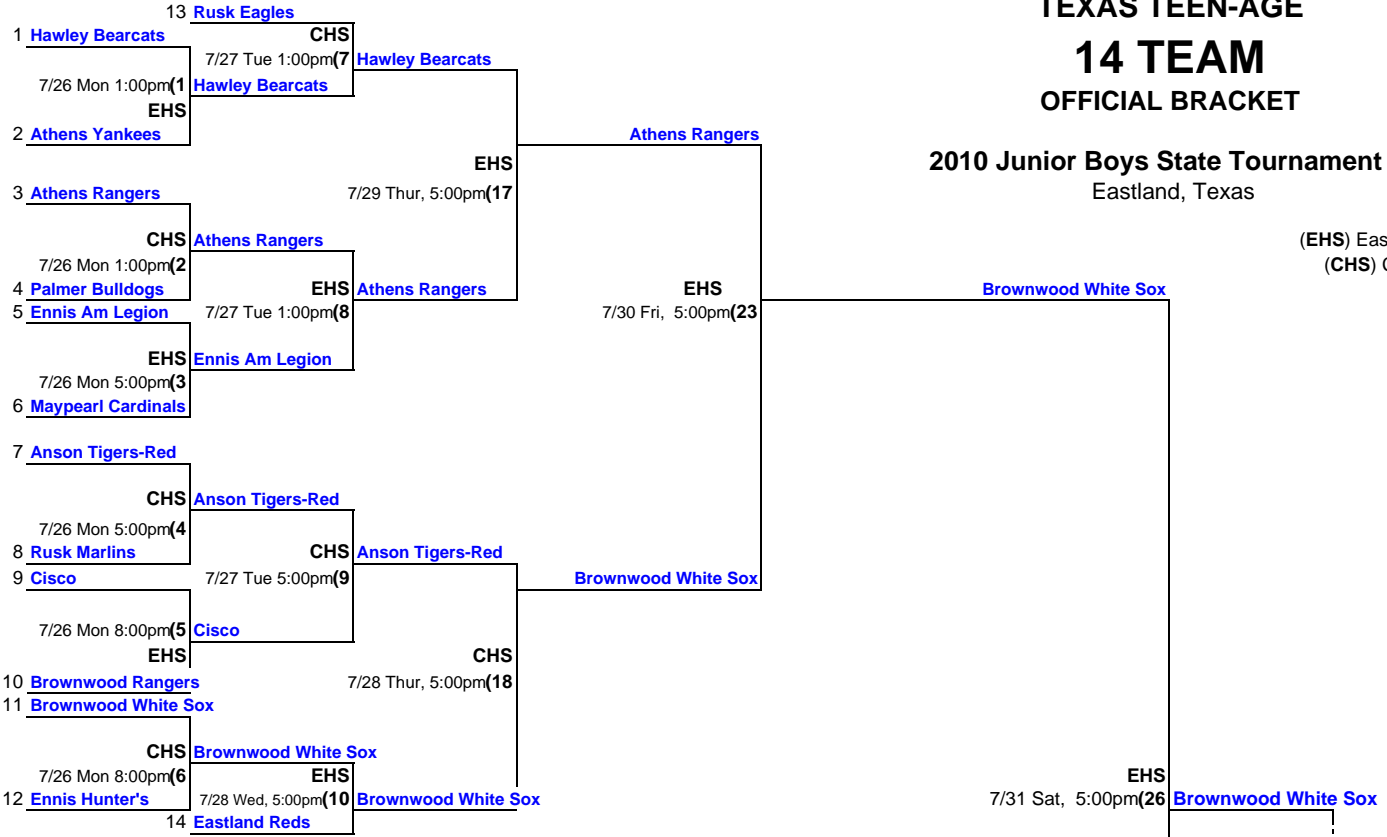 TEXAS TEEN-AGE
13 Rusk Eagles
1 Hawley Bearcats
CHS
14 TEAM
7/27 Tue 1:00pm(7 Hawley Bearcats
7/26 Mon 1:00pm(1 Hawley Bearcats
OFFICIAL BRACKET
EHS
2 Athens Yankees
Athens Rangers
EHS
2010 Junior Boys State Tournament
3 Athens Rangers
7/29 Thur, 5:00pm(17
Eastland, Texas
CHS Athens Rangers
(EHS) Eas
7/26 Mon 1:00pm(2
(CHS)
4 Palmer Bulldogs
EHS Athens Rangers
EHS
Brownwood White Sox
5 Ennis Am Legion
7/27 Tue 1:00pm(8
7/30 Fri, 5:00pm(23
EHS Ennis Am Legion
7/26 Mon 5:00pm(3
6 Maypearl Cardinals
7 Anson Tigers-Red
CHS Anson Tigers-Red
7/26 Mon 5:00pm(4
8 Rusk Marlins
CHS Anson Tigers-Red
9 Cisco
7/27 Tue 5:00pm(9
Brownwood White Sox
7/26 Mon 8:00pm(5 Cisco
EHS
CHS
10 Brownwood Rangers
7/28 Thur, 5:00pm(18
11 Brownwood White Sox
CHS Brownwood White Sox
7/26 Mon 8:00pm(6
EHS
EHS
12 Ennis Hunter's
7/28 Wed, 5:00pm(10 Brownwood White Sox
7/31 Sat, 5:00pm(26 Brownwood White Sox
14 Eastland Reds